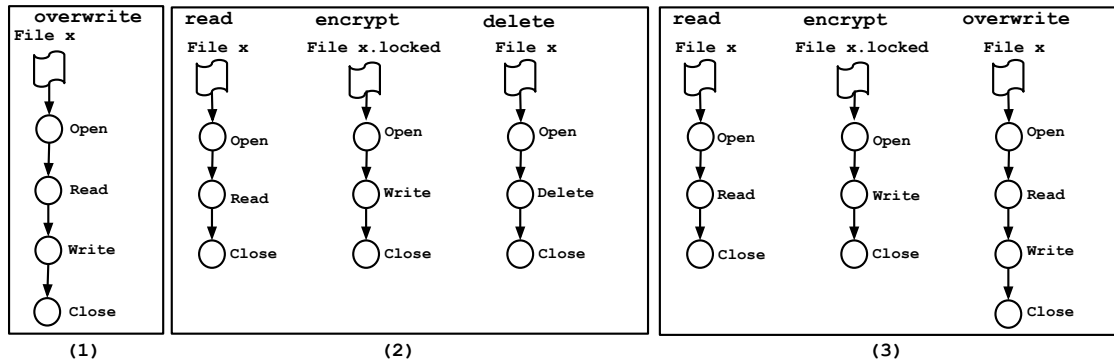 overwrite
File x
Open
Read
Write
Close
(1)
read encrypt delete
File x File x.locked File x
Open Open Open
Read Write Delete
Close Close Close
(2)
read encrypt overwrite
File x File x.locked File x
Open Open Open
Read Write Read
Close Close Write
Close
(3)